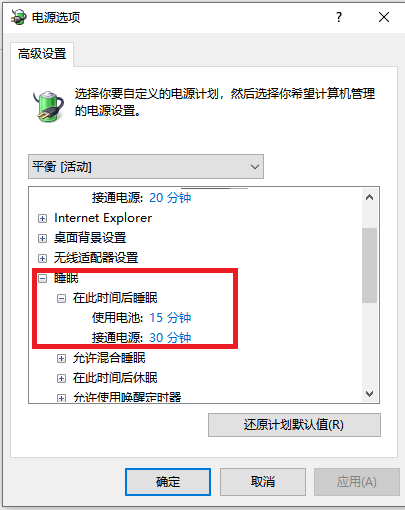 电源选项
高级设置
选择你要自定义的电源计划，然后选择你希望计算机管理
的电源设置。
平衡 [活动]
接通电源: 20 分钟
Internet Explorer
桌面背景设置
无线适配器设置
睡眠
在此时间后睡眠
使用电池: 15 分钟
接通电源: 30 分钟
允许混合睡眠
在此时间后休眠
允许使用唤醒定时器
还原计划默认值(R)
确定
取消
应用(A)